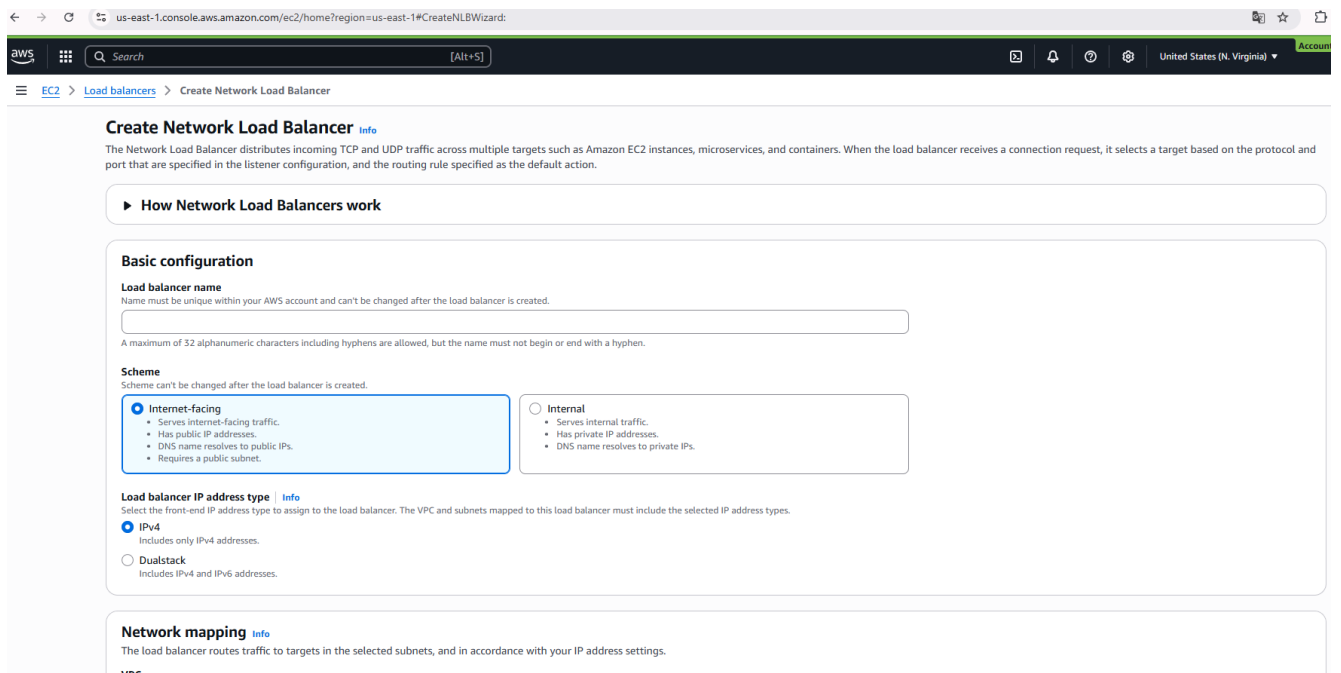 us-east-1.console.aws.amazon.com/ec2/home?region=us-east-1#CreateNLBWizard:
aws
Search
[Alt+S]
United States (N. Virginia)
Account
EC2 > Load balancers > Create Network Load Balancer
Create Network Load Balancer Info
The Network Load Balancer distributes incoming TCP and UDP traffic across multiple targets such as Amazon EC2 instances, microservices, and containers. When the load balancer receives a connection request, it selects a target based on the protocol and
port that are specified in the listener configuration, and the routing rule specified as the default action.
How Network Load Balancers work
Basic configuration
Load balancer name
Name must be unique within your AWS account and can't be changed after the load balancer is created.
A maximum of 32 alphanumeric characters including hyphens are allowed, but the name must not begin or end with a hyphen.
Scheme
Scheme can't be changed after the load balancer is created.
Internet-facing
• Serves internet-facing traffic.
• Has public IP addresses.
• DNS name resolves to public IPs.
• Requires a public subnet.
Internal
• Serves internal traffic.
• Has private IP addresses.
• DNS name resolves to private IPs.
Load balancer IP address type Info
Select the front-end IP address type to assign to the load balancer. The VPC and subnets mapped to this load balancer must include the selected IP address types.
IPv4
Includes only IPv4 addresses.
Dualstack
Includes IPv4 and IPv6 addresses.
Network mapping Info
The load balancer routes traffic to targets in the selected subnets, and in accordance with your IP address settings.
VPC